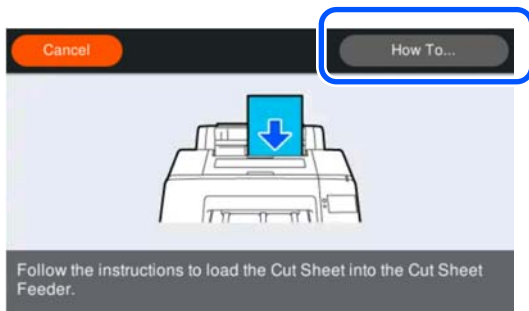 Cancel
How To...
Follow the instructions to load the Cut Sheet into the Cut Sheet
Feeder.